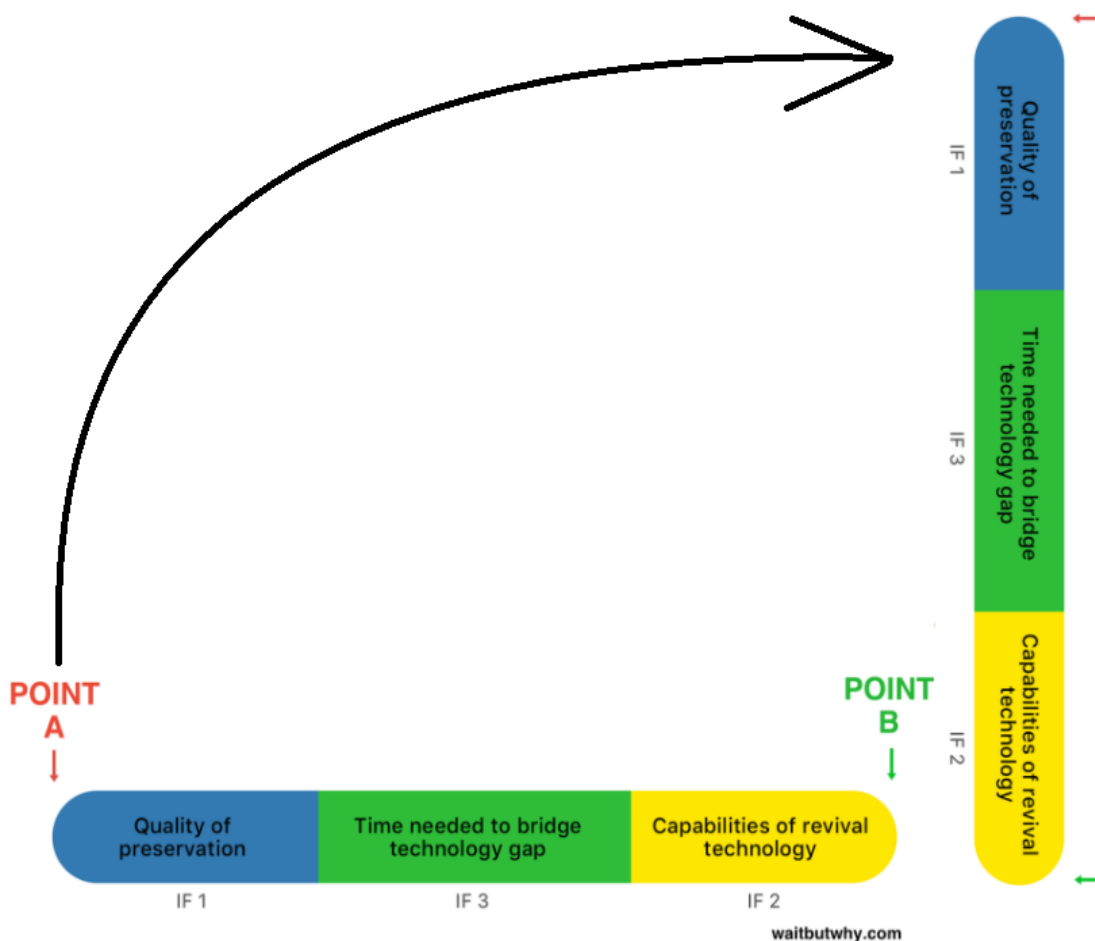 POINT
A
POINT
B
Quality of
preservation
Time needed to bridge
technology gap
Capabilities of revival
technology
IF 1
IF 3
IF 2
waitbutwhy.com
Quality of
preservation
Time needed to bridge
technology gap
Capabilities of revival
technology
IF 1
IF 3
IF 2